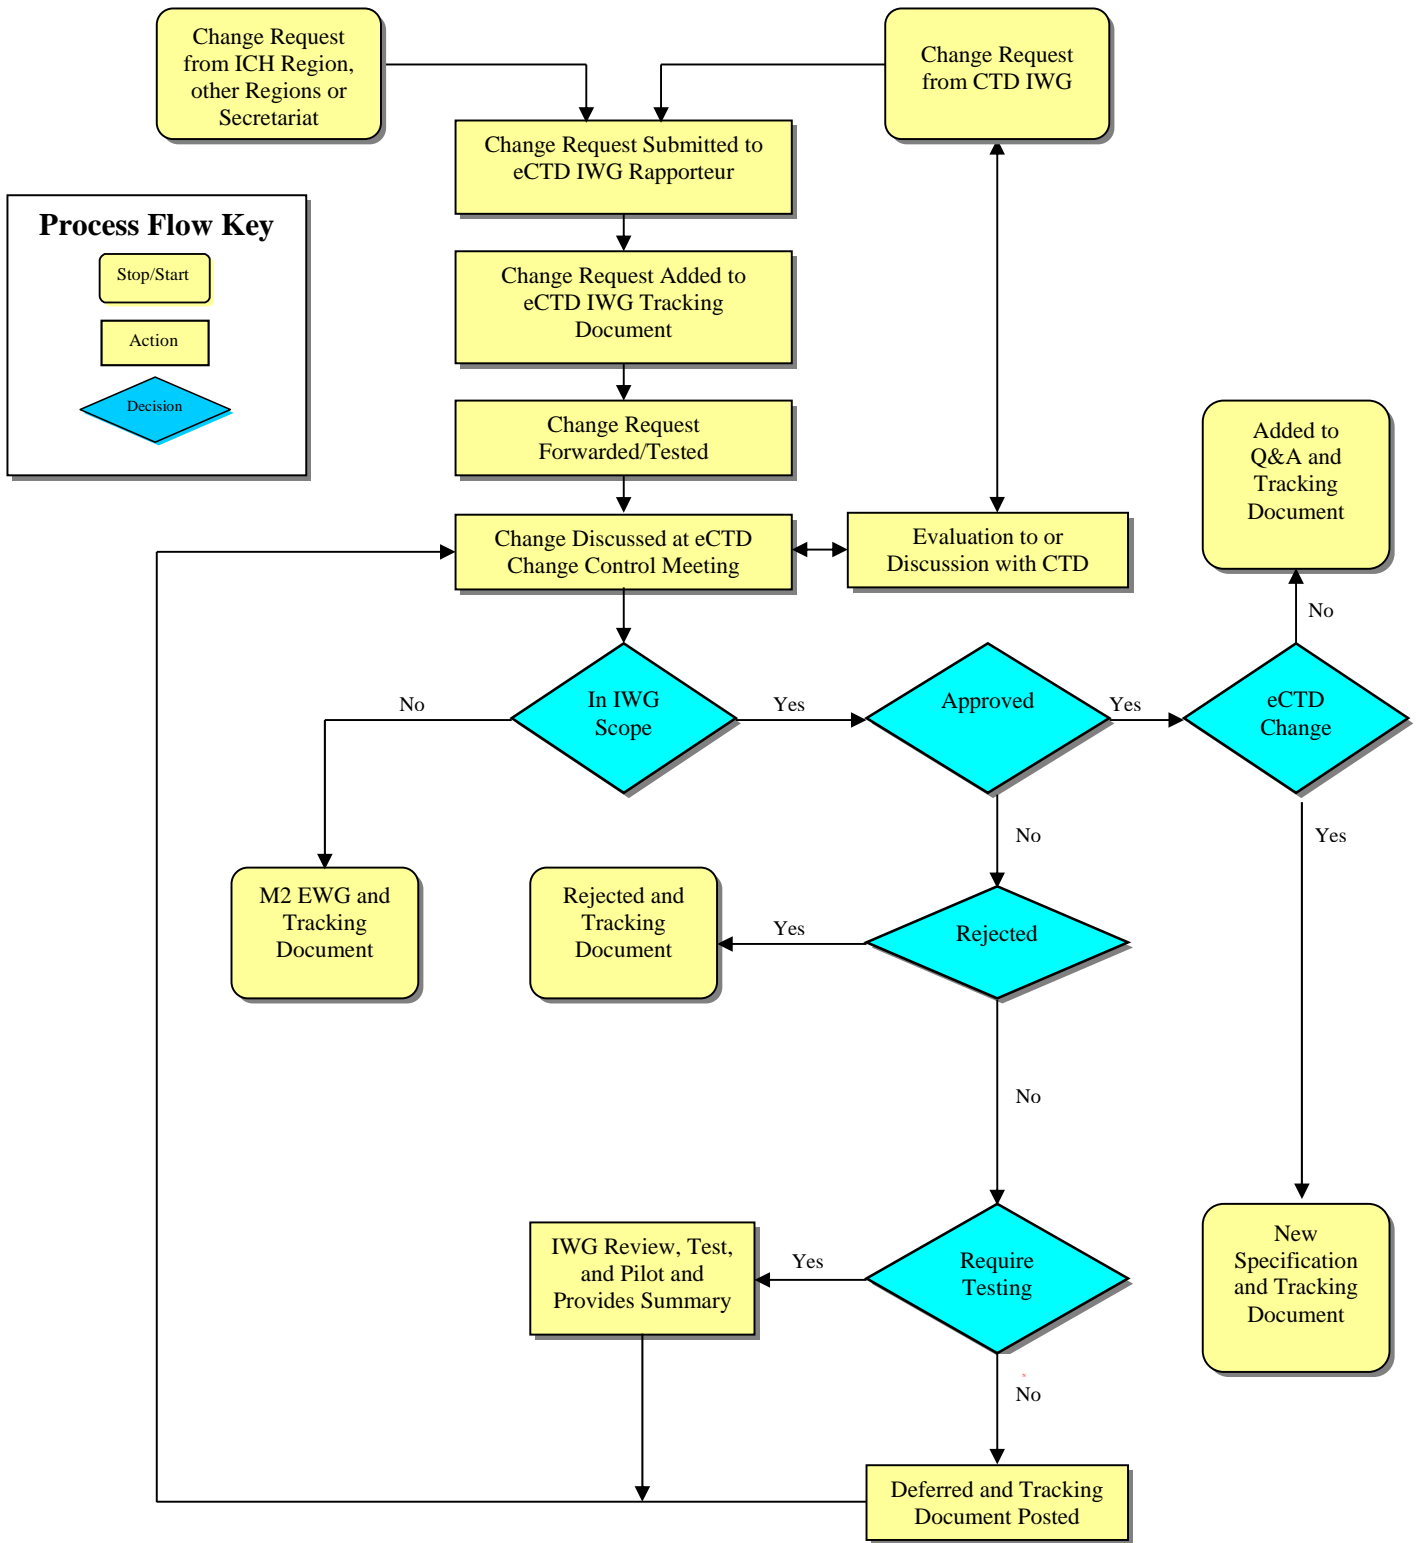 Change Request
from ICH Region,
other Regions or
Secretariat
Change Request
from CTD IWG
Change Request Submitted to
eCTD IWG Rapporteur
Process Flow Key
Stop/Start
Action
Decision
Change Request Added to
eCTD IWG Tracking
Document
Change Request
Forwarded/Tested
Added to
Q&A and
Tracking
Document
Change Discussed at eCTD
Change Control Meeting
Evaluation to or
Discussion with CTD
No
No
In IWG
Scope
Yes
Approved
Yes
eCTD
Change
No
Yes
M2 EWG and
Tracking
Document
Rejected and
Tracking
Document
Yes
Rejected
No
IWG Review, Test,
and Pilot and
Provides Summary
Yes
Require
Testing
New
Specification
and Tracking
Document
No
Deferred and Tracking
Document Posted